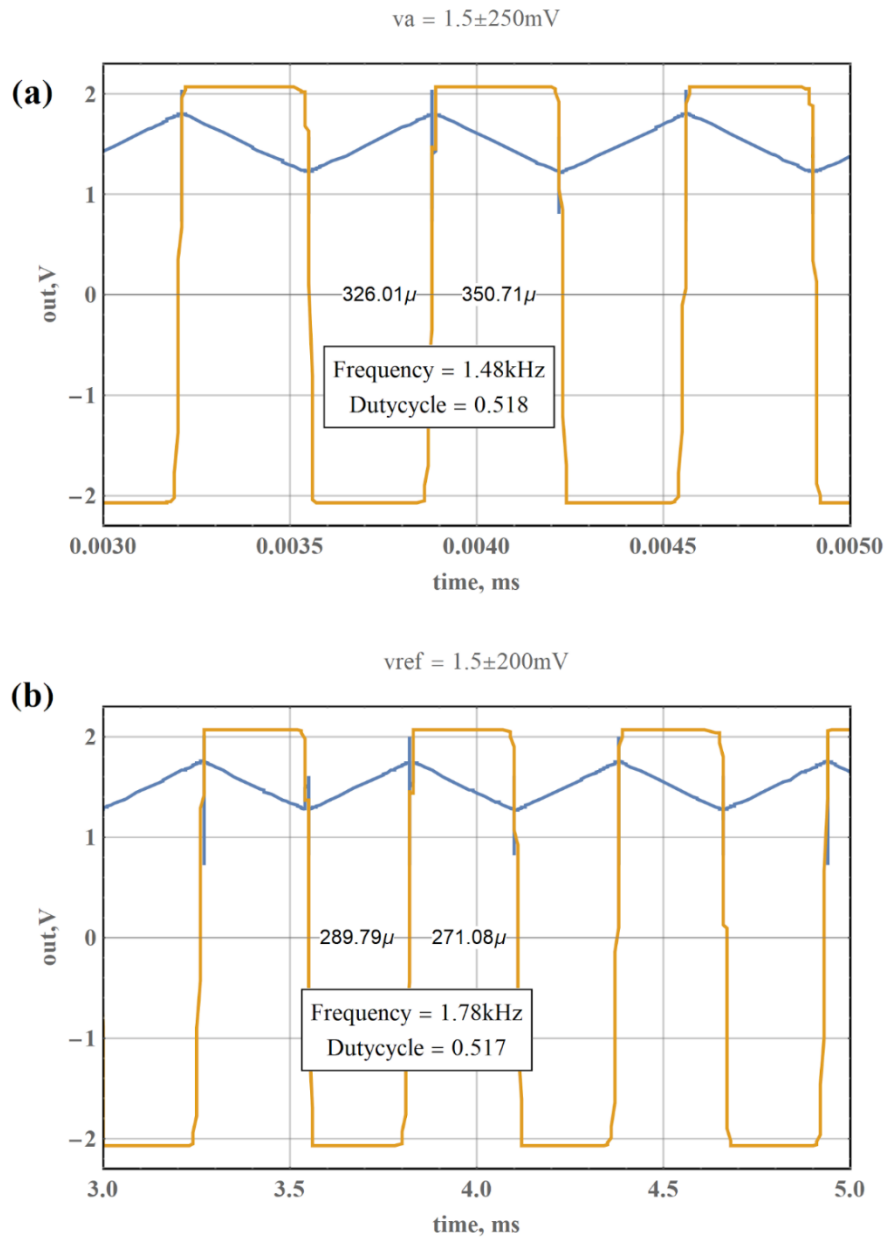 va = 1.5±250mV
(a)
2
1
0
−1
−2
out,V
326.01μ 350.71μ
Frequency = 1.48kHz
Dutycycle = 0.518
0.0030 0.0035 0.0040 0.0045 0.0050
time, ms
vref = 1.5±200mV
(b)
2
1
0
−1
−2
out,V
289.79μ 271.08μ
Frequency = 1.78kHz
Dutycycle = 0.517
3.0 3.5 4.0 4.5 5.0
time, ms